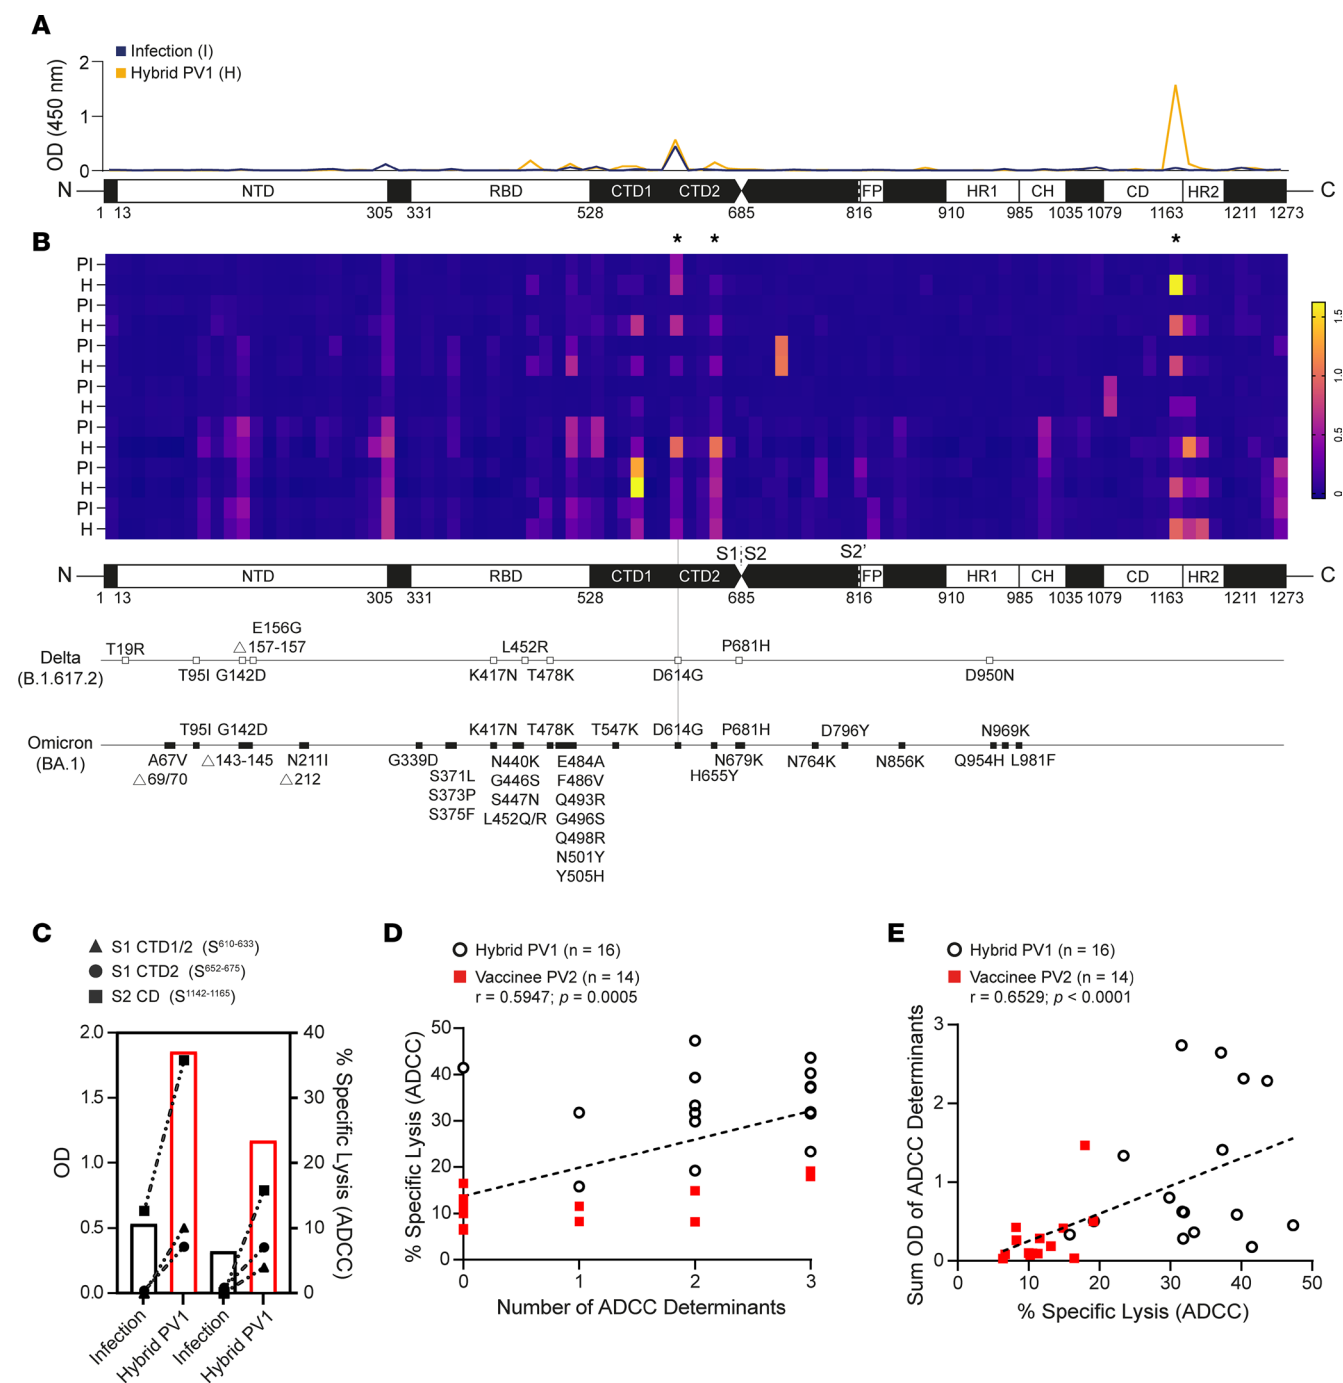 A
Infection (I)
Hybrid PV1 (H)
OD (450 nm)
2
1
0
N NTD RBD CTD1 CTD2 FP HR1 CH CD HR2 C
1 13 305 331 528 685 816 910 985 1035 1079 1163 1211 1273
B
* * *
PI
H
PI
H
PI
H
PI
H
PI
H
PI
H
PI
H
1.5
1.0
0.5
0
S1 S2 S2'
N NTD RBD CTD1 CTD2 FP HR1 CH CD HR2 C
1 13 305 331 528 685 816 910 985 1035 1079 1163 1211 1273
E156G
T19R △157-157 L452R P681H
Delta
(B.1.617.2)
T95I G142D K417N T478K D614G D950N
T95I G142D K417N T478K T547K D614G P681H D796Y N969K
Omicron
(BA.1)
A67V N211I G339D N440K E484A N679K N764K N856K Q954H L981F
△69/70 △143-145 △212 S371L G446S F486V H655Y
S373P S447N Q493R
S375F L452Q/R G496S
Q498R
N501Y
Y505H
C
S1 CTD1/2 (S610-633)
S1 CTD2 (S652-675)
S2 CD (S1142-1165)
OD
2.0
1.5
1.0
0.5
0.0
40
30
20
10
0
% Specific Lysis (ADCC)
Infection
Hybrid PV1
Infection
Hybrid PV1
D
Hybrid PV1 (n = 16)
Vaccinee PV2 (n = 14)
r = 0.5947; p = 0.0005
% Specific Lysis (ADCC)
50
40
30
20
10
0
0 1 2 3
Number of ADCC Determinants
E
Hybrid PV1 (n = 16)
Vaccinee PV2 (n = 14)
r = 0.6529; p < 0.0001
Sum OD of ADCC Determinants
3
2
1
0
0 10 20 30 40 50
% Specific Lysis (ADCC)